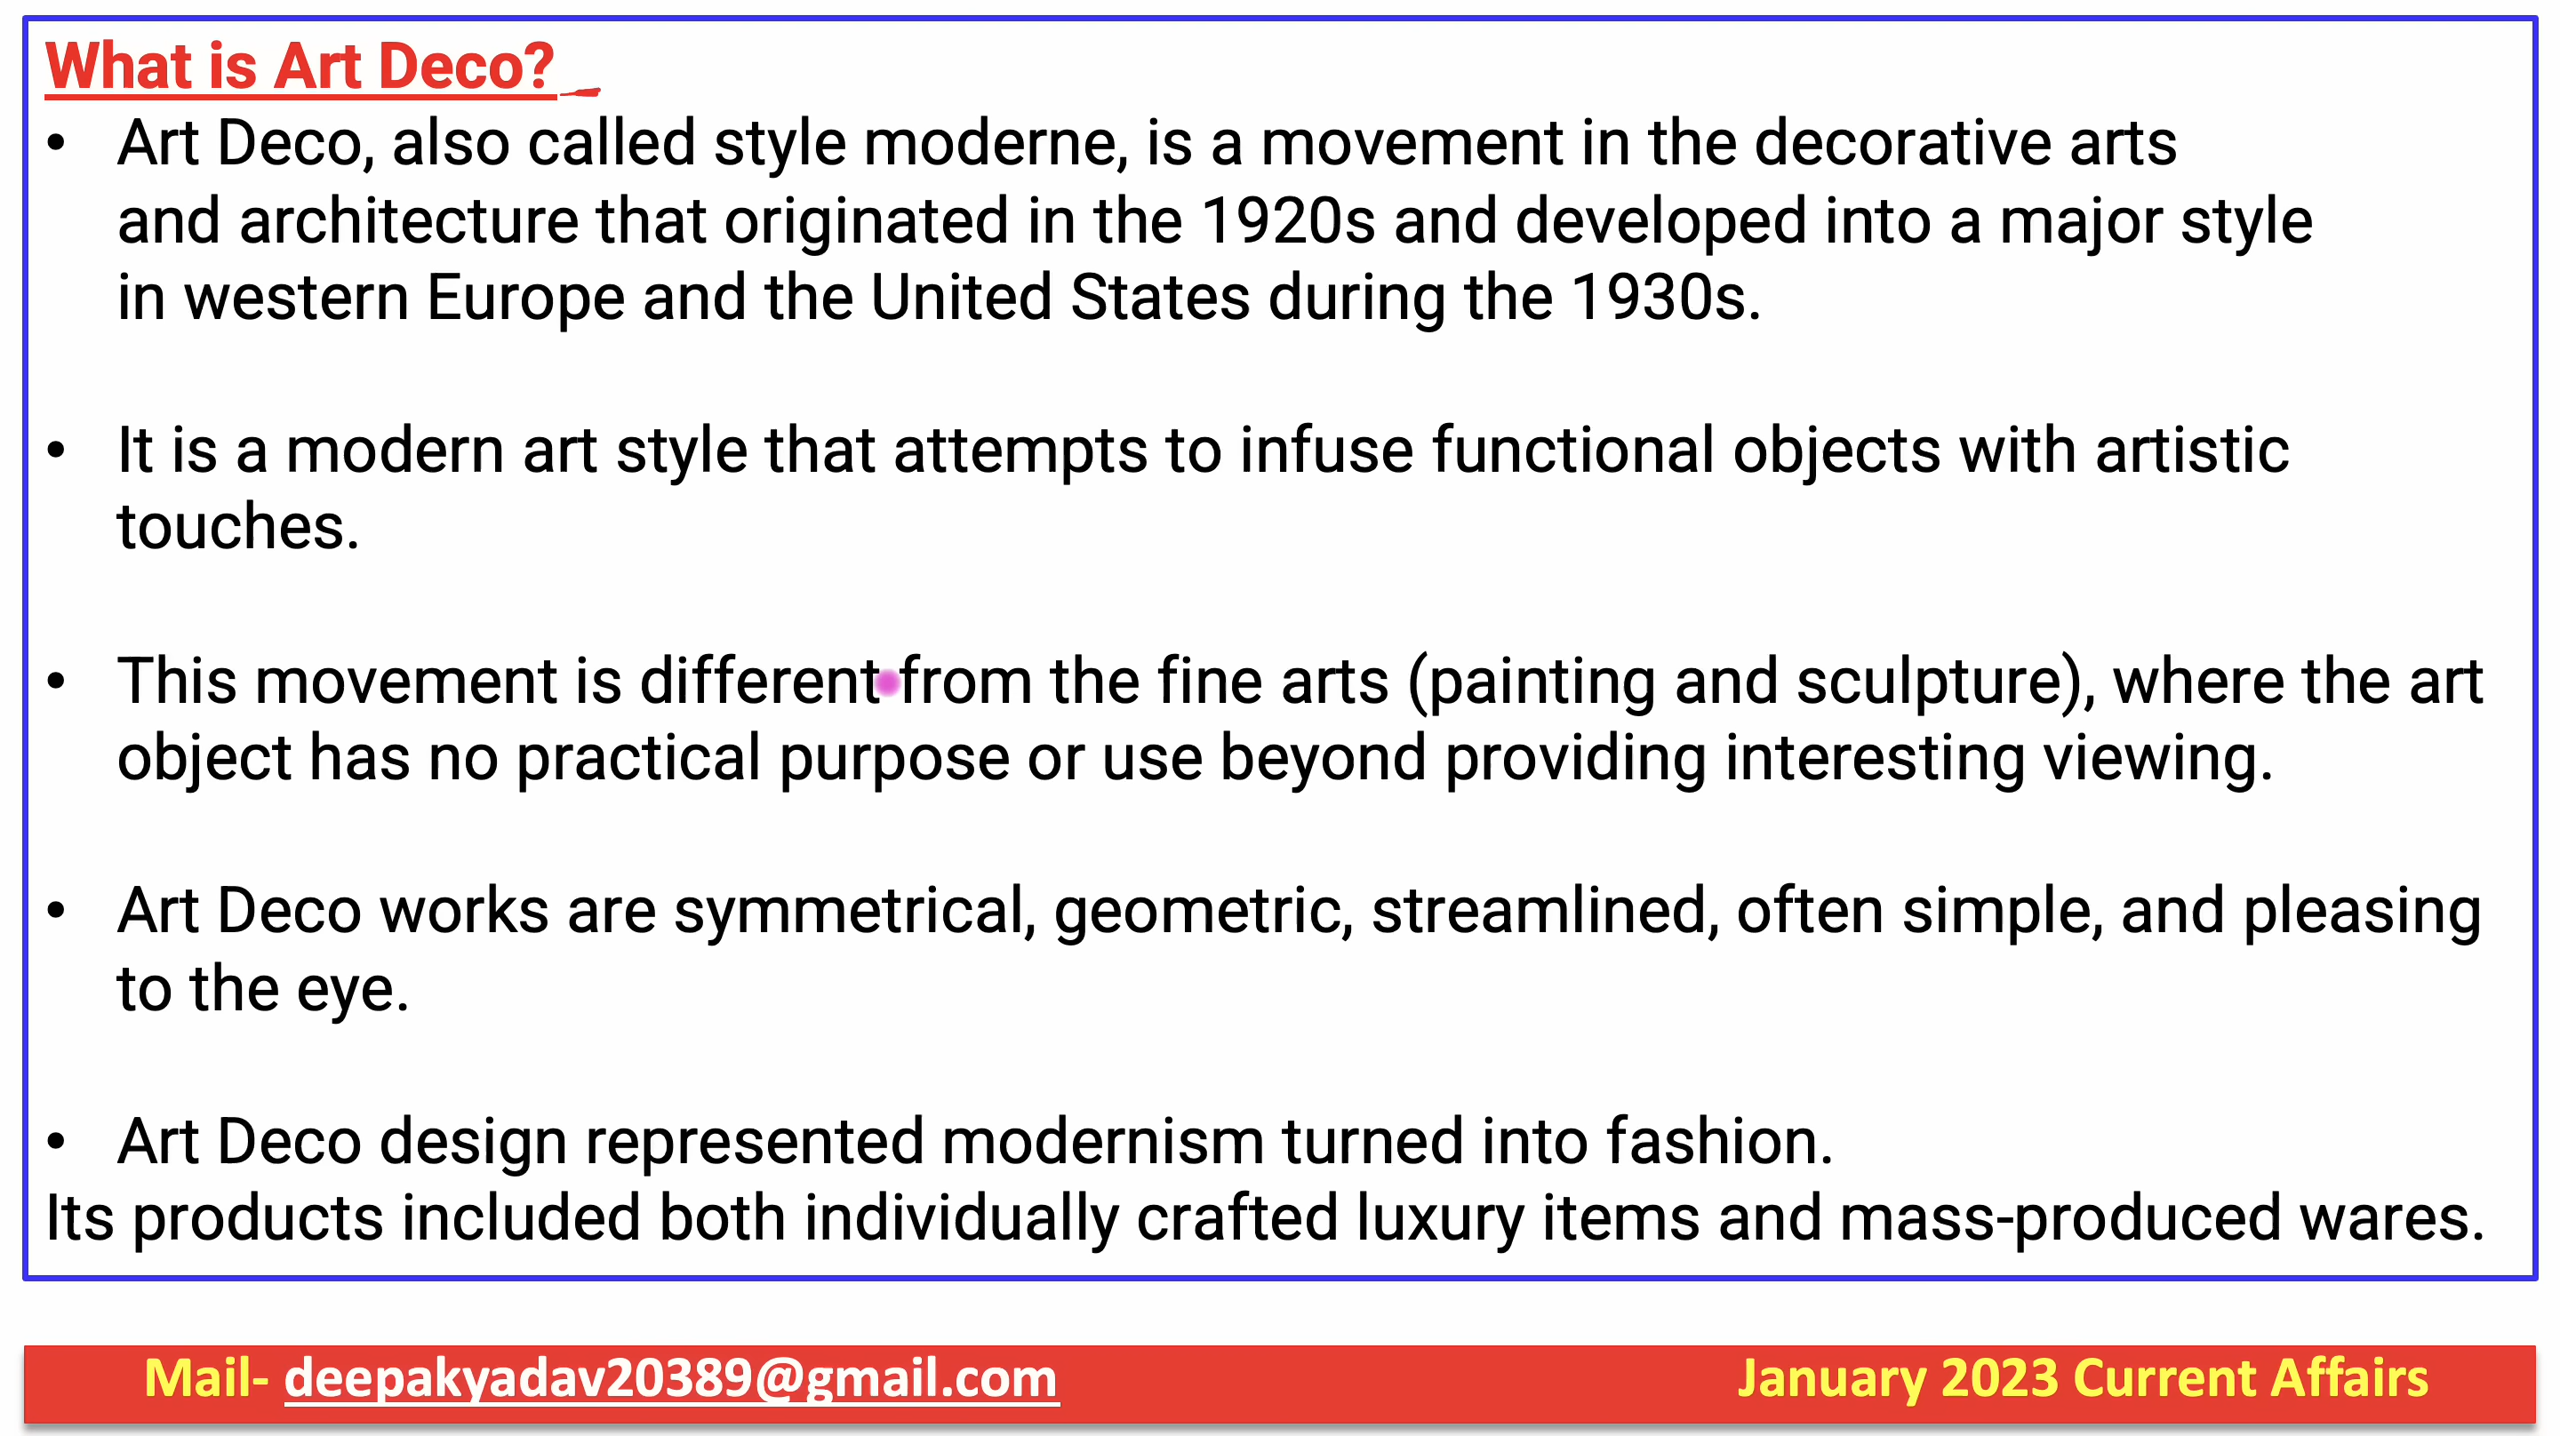 What is Art Deco?
• Art Deco, also called style moderne, is a movement in the decorative arts
and architecture that originated in the 1920s and developed into a major style
in western Europe and the United States during the 1930s.
• It is a modern art style that attempts to infuse functional objects with artistic
touches.
• This movement is different from the fine arts (painting and sculpture), where the art
object has no practical purpose or use beyond providing interesting viewing.
• Art Deco works are symmetrical, geometric, streamlined, often simple, and pleasing
to the eye.
• Art Deco design represented modernism turned into fashion.
Its products included both individually crafted luxury items and mass-produced wares.
Mail- deepakyadav20389@gmail.com
January 2023 Current Affairs